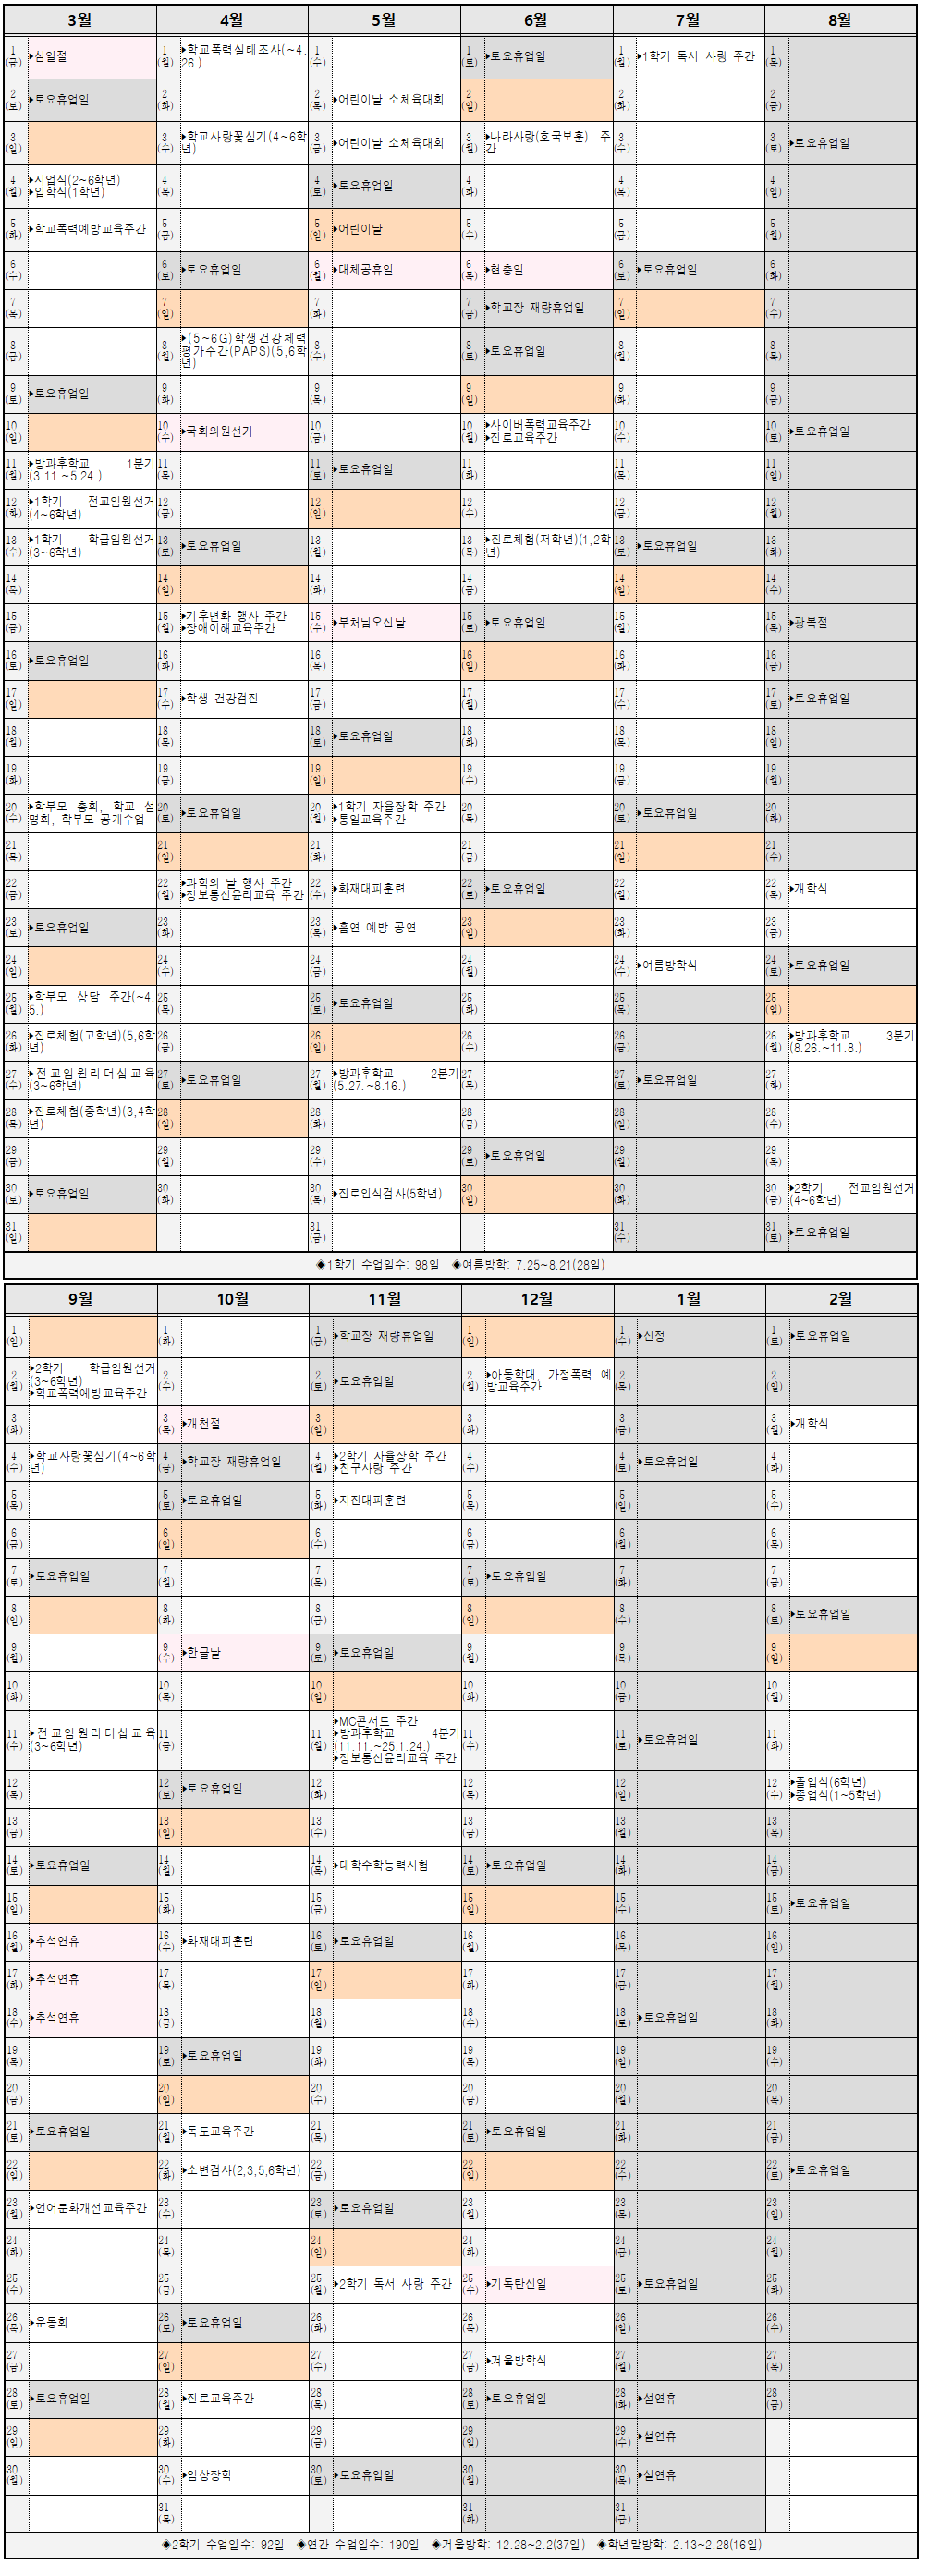 3월 4월 5월 6월 7월 8월
1(금) ▸삼일절 1(월) ▸학교폭력실태조사(~4.26.) 1(수) 1(토) ▸토요휴업일 1(월) ▸1학기 독서 사랑 주간 1(목)
2(토) ▸토요휴업일 2(화) 2(목) ▸어린이날 소체육대회 2(일) 2(화) 2(금)
3(일) 3(수) ▸학교사랑꽃심기(4~6학년) 3(금) ▸어린이날 소체육대회 3(월) ▸나라사랑(호국보훈) 주간 3(수) 3(토) ▸토요휴업일
4(월) ▸시업식(2~6학년) ▸입학식(1학년) 4(목) 4(토) ▸토요휴업일 4(화) 4(목) 4(일)
5(화) ▸학교폭력예방교육주간 5(금) 5(일) ▸어린이날 5(수) 5(금) 5(월)
6(수) 6(토) ▸토요휴업일 6(월) ▸대체공휴일 6(목) ▸현충일 6(토) ▸토요휴업일 6(화)
7(목) 7(일) 7(화) 7(금) ▸학교장 재량휴업일 7(일) 7(수)
8(금) 8(월) ▸(5~6G)학생건강체력평가주간(PAPS)(5,6학년) 8(수) 8(토) ▸토요휴업일 8(월) 8(목)
9(토) ▸토요휴업일 9(화) 9(목) 9(일) 9(화) 9(금)
10(일) 10(수) ▸국회의원선거 10(금) 10(월) ▸사이버폭력교육주간 ▸진로교육주간 10(수) 10(토) ▸토요휴업일
11(월) ▸방과후학교 1분기(3.11.~5.24.) 11(목) 11(토) ▸토요휴업일 11(화) 11(목) 11(일)
12(화) ▸1학기 전교임원선거(4~6학년) 12(금) 12(일) 12(수) 12(금) 12(월)
13(수) ▸1학기 학급임원선거(3~6학년) 13(토) ▸토요휴업일 13(월) 13(목) ▸진로체험(저학년)(1,2학년) 13(토) ▸토요휴업일 13(화)
14(목) 14(일) 14(화) 14(금) 14(일) 14(수)
15(금) 15(월) ▸기후변화 행사 주간 ▸장애이해교육주간 15(수) ▸부처님오신날 15(토) ▸토요휴업일 15(월) 15(목) ▸광복절
16(토) ▸토요휴업일 16(화) 16(목) 16(일) 16(화) 16(금)
17(일) 17(수) ▸학생 건강검진 17(금) 17(월) 17(수) 17(토) ▸토요휴업일
18(월) 18(목) 18(토) ▸토요휴업일 18(화) 18(목) 18(일)
19(화) 19(금) 19(일) 19(수) 19(금) 19(월)
20(수) ▸학부모 총회, 학교 설명회, 학부모 공개수업 20(토) ▸토요휴업일 20(월) ▸1학기 자율장학 주간 ▸통일교육주간 20(목) 20(토) ▸토요휴업일 20(화)
21(목) 21(일) 21(화) 21(금) 21(일) 21(수)
22(금) 22(월) ▸과학의 날 행사 주간 ▸정보통신윤리교육 주간 22(수) ▸화재대피훈련 22(토) ▸토요휴업일 22(월) 22(목) ▸개학식
23(토) ▸토요휴업일 23(화) 23(목) ▸흡연 예방 공연 23(일) 23(화) 23(금)
24(일) 24(수) 24(금) 24(월) 24(수) ▸여름방학식 24(토) ▸토요휴업일
25(월) ▸학부모 상담 주간(~4.5.) 25(목) 25(토) ▸토요휴업일 25(화) 25(목) 25(일)
26(화) ▸진로체험(고학년)(5,6학년) 26(금) 26(일) 26(수) 26(금) 26(월) ▸방과후학교 3분기(8.26.~11.8.)
27(수) ▸전교임원리더십교육(3~6학년) 27(토) ▸토요휴업일 27(월) ▸방과후학교 2분기(5.27.~8.16.) 27(목) 27(토) ▸토요휴업일 27(화)
28(목) ▸진로체험(중학년)(3,4학년) 28(일) 28(화) 28(금) 28(일) 28(수)
29(금) 29(월) 29(수) 29(토) ▸토요휴업일 29(월) 29(목)
30(토) ▸토요휴업일 30(화) 30(목) ▸진로인식검사(5학년) 30(일) 30(화) 30(금) ▸2학기 전교임원선거(4~6학년)
31(일) 31(금) 31(수) 31(토) ▸토요휴업일
◈1학기 수업일수: 98일 ◈여름방학: 7.25~8.21(28일)
9월 10월 11월 12월 1월 2월
1(일) 1(화) 1(금) ▸학교장 재량휴업일 1(일) 1(수) ▸신정 1(토) ▸토요휴업일
2(월) ▸2학기 학급임원선거(3~6학년) ▸학교폭력예방교육주간 2(수) 2(토) ▸토요휴업일 2(월) ▸아동학대, 가정폭력 예방교육주간 2(목) 2(일)
3(화) 3(목) ▸개천절 3(일) 3(화) 3(금) 3(월) ▸개학식
4(수) ▸학교사랑꽃심기(4~6학년) 4(금) ▸학교장 재량휴업일 4(월) ▸2학기 자율장학 주간 ▸친구사랑 주간 4(수) 4(토) ▸토요휴업일 4(화)
5(목) 5(토) ▸토요휴업일 5(화) ▸지진대피훈련 5(목) 5(일) 5(수)
6(금) 6(일) 6(수) 6(금) 6(월) 6(목)
7(토) ▸토요휴업일 7(월) 7(목) 7(토) ▸토요휴업일 7(화) 7(금)
8(일) 8(화) 8(금) 8(일) 8(수) 8(토) ▸토요휴업일
9(월) 9(수) ▸한글날 9(토) ▸토요휴업일 9(월) 9(목) 9(일)
10(화) 10(목) 10(일) 10(화) 10(금) 10(월)
11(수) ▸전교임원리더십교육(3~6학년) 11(금) 11(월) ▸MC콘서트 주간 ▸방과후학교 4분기(11.11.~25.1.24.) ▸정보통신윤리교육 주간 11(수) 11(토) ▸토요휴업일 11(화)
12(목) 12(토) ▸토요휴업일 12(화) 12(목) 12(일) 12(수) ▸졸업식(6학년) ▸종업식(1~5학년)
13(금) 13(일) 13(수) 13(금) 13(월) 13(목)
14(토) ▸토요휴업일 14(월) 14(목) ▸대학수학능력시험 14(토) ▸토요휴업일 14(화) 14(금)
15(일) 15(화) 15(금) 15(일) 15(수) 15(토) ▸토요휴업일
16(월) ▸추석연휴 16(수) ▸화재대피훈련 16(토) ▸토요휴업일 16(월) 16(목) 16(일)
17(화) ▸추석연휴 17(목) 17(일) 17(화) 17(금) 17(월)
18(수) ▸추석연휴 18(금) 18(월) 18(수) 18(토) ▸토요휴업일 18(화)
19(목) 19(토) ▸토요휴업일 19(화) 19(목) 19(일) 19(수)
20(금) 20(일) 20(수) 20(금) 20(월) 20(목)
21(토) ▸토요휴업일 21(월) ▸독도교육주간 21(목) 21(토) ▸토요휴업일 21(화) 21(금)
22(일) 22(화) ▸소변검사(2,3,5,6학년) 22(금) 22(일) 22(수) 22(토) ▸토요휴업일
23(월) ▸언어문화개선교육주간 23(수) 23(토) ▸토요휴업일 23(월) 23(목) 23(일)
24(화) 24(목) 24(일) 24(화) 24(금) 24(월)
25(수) 25(금) 25(월) ▸2학기 독서 사랑 주간 25(수) ▸기독탄신일 25(토) ▸토요휴업일 25(화)
26(목) ▸운동회 26(토) ▸토요휴업일 26(화) 26(목) 26(일) 26(수)
27(금) 27(일) 27(수) 27(금) ▸겨울방학식 27(월) 27(목)
28(토) ▸토요휴업일 28(월) ▸진로교육주간 28(목) 28(토) ▸토요휴업일 28(화) ▸설연휴 28(금)
29(일) 29(화) 29(금) 29(일) 29(수) ▸설연휴
30(월) 30(수) ▸임상장학 30(토) ▸토요휴업일 30(월) 30(목) ▸설연휴
31(목) 31(화) 31(금)
◈2학기 수업일수: 92일 ◈연간 수업일수: 190일 ◈겨울방학: 12.28~2.2(37일) ◈학년말방학: 2.13~2.28(16일)